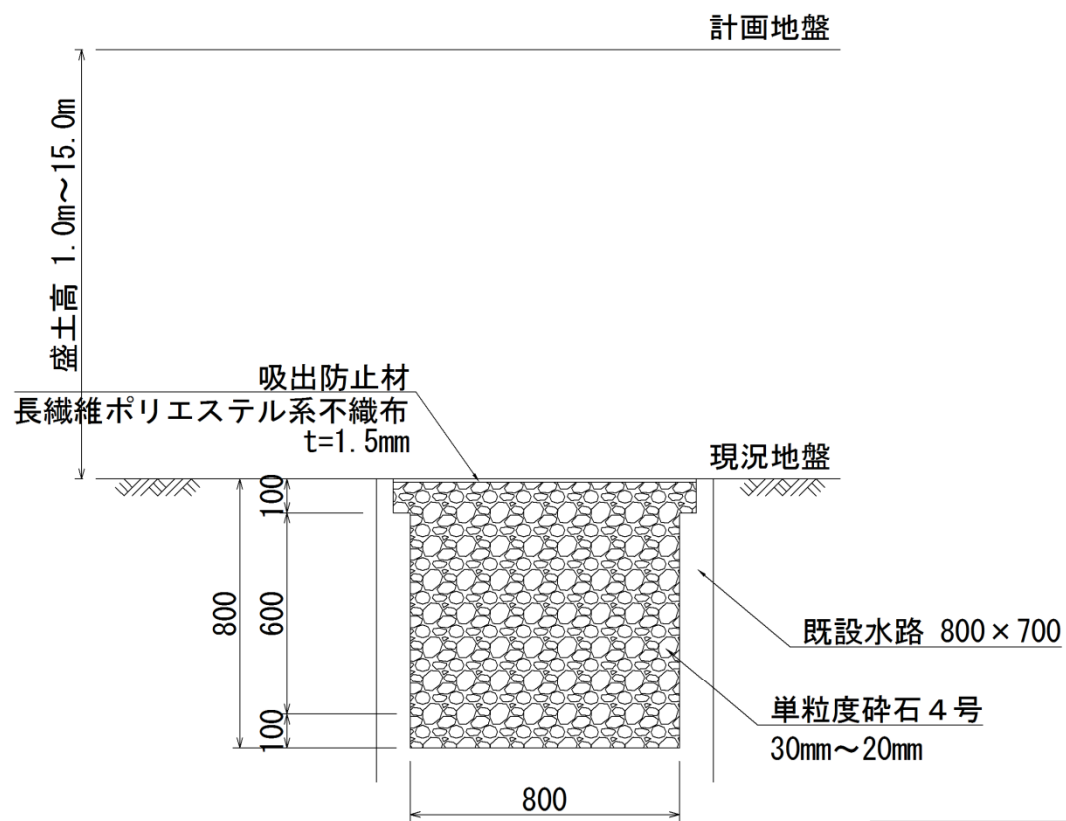 計画地盤
盛土高 1.0m～15.0m
吸出防止材
長繊維ポリエステル系不織布
t=1.5mm
現況地盤
100
600
800
100
既設水路 800×700
単粒度砕石４号
30mm～20mm
800